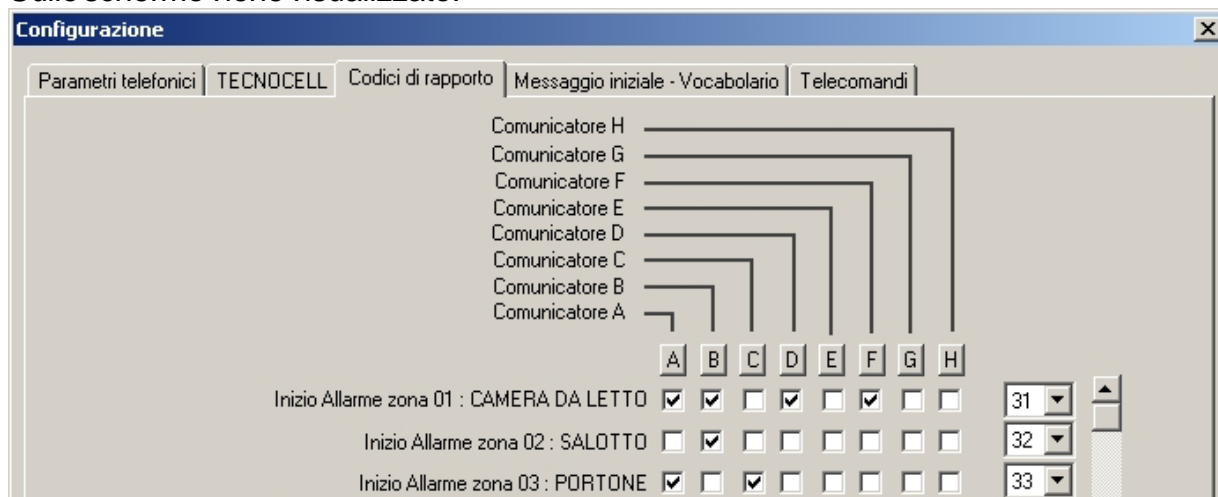 Configurazione
Parametri telefonici TECNOCELL Codici di rapporto Messaggio iniziale - Vocabolario Telecomandi
Comunicatore H
Comunicatore G
Comunicatore F
Comunicatore E
Comunicatore D
Comunicatore C
Comunicatore B
Comunicatore A
A B C D E F G H
Inizio Allarme zona 01 : CAMERA DA LETTO 31
Inizio Allarme zona 02 : SALOTTO 32
Inizio Allarme zona 03 : PORTONE 33